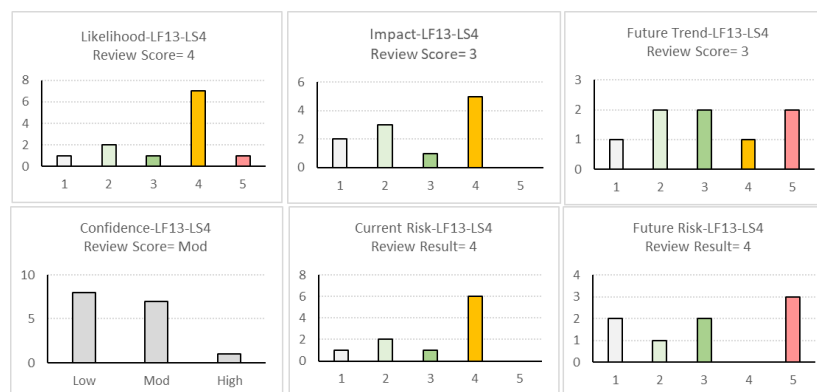 Likelihood-LF13-LS4
Review Score= 4
8
6
4
2
0
1 2 3 4 5
Impact-LF13-LS4
Review Score= 3
6
4
2
0
1 2 3 4 5
Future Trend-LF13-LS4
Review Score= 3
3
2
1
0
1 2 3 4 5
Confidence-LF13-LS4
Review Score= Mod
10
5
0
Low Mod High
Current Risk-LF13-LS4
Review Result= 4
8
6
4
2
0
1 2 3 4 5
Future Risk-LF13-LS4
Review Result= 4
4
3
2
1
0
1 2 3 4 5